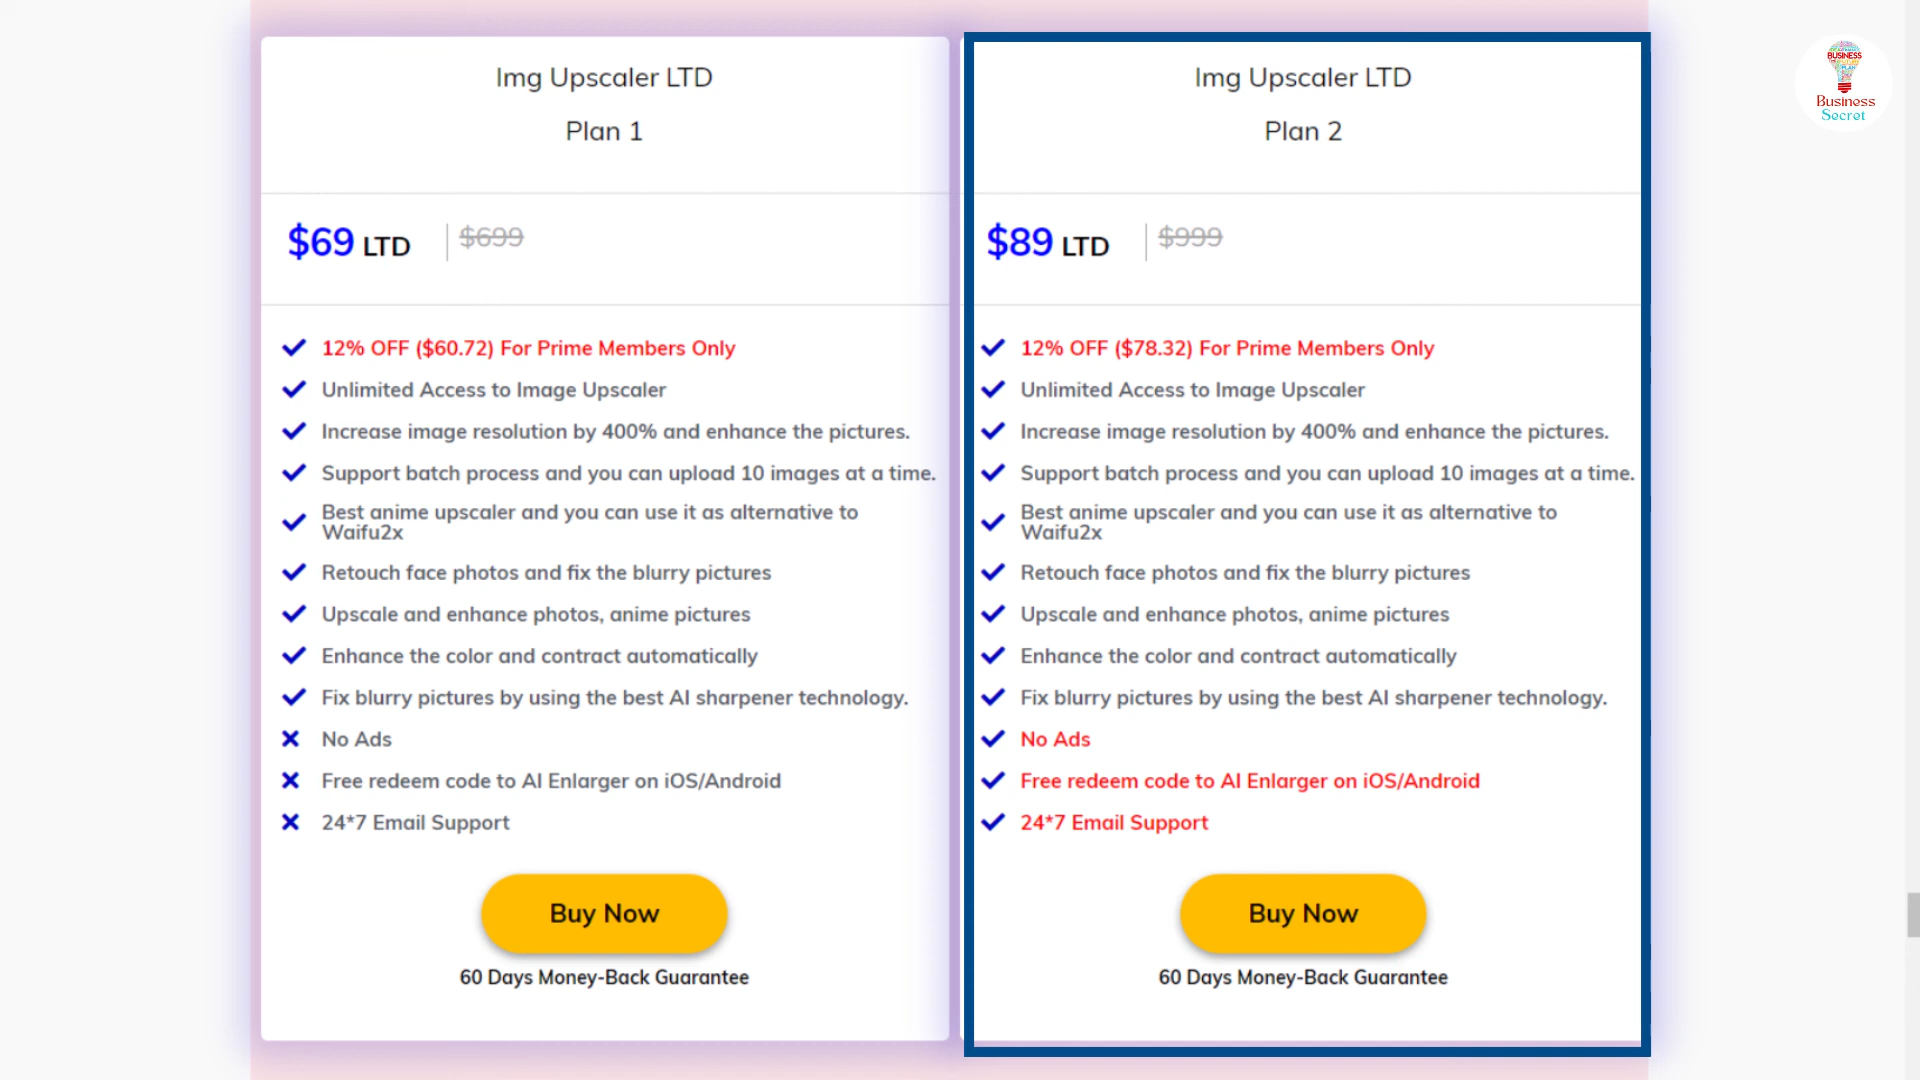 Img Upscaler LTD
Plan 1
$69 LTD
$699
12% OFF ($60.72) For Prime Members Only
Unlimited Access to Image Upscaler
Increase image resolution by 400% and enhance the pictures.
Support batch process and you can upload 10 images at a time.
Best anime upscaler and you can use it as alternative to
Waifu2x
Retouch face photos and fix the blurry pictures
Upscale and enhance photos, anime pictures
Enhance the color and contract automatically
Fix blurry pictures by using the best AI sharpener technology.
No Ads
Free redeem code to AI Enlarger on iOS/Android
24*7 Email Support
Buy Now
60 Days Money-Back Guarantee
Img Upscaler LTD
Plan 2
$89 LTD
$999
12% OFF ($78.32) For Prime Members Only
Unlimited Access to Image Upscaler
Increase image resolution by 400% and enhance the pictures.
Support batch process and you can upload 10 images at a time.
Best anime upscaler and you can use it as alternative to
Waifu2x
Retouch face photos and fix the blurry pictures
Upscale and enhance photos, anime pictures
Enhance the color and contract automatically
Fix blurry pictures by using the best AI sharpener technology.
No Ads
Free redeem code to AI Enlarger on iOS/Android
24*7 Email Support
Buy Now
60 Days Money-Back Guarantee
BUSINESS
PLAN
Business
Secret